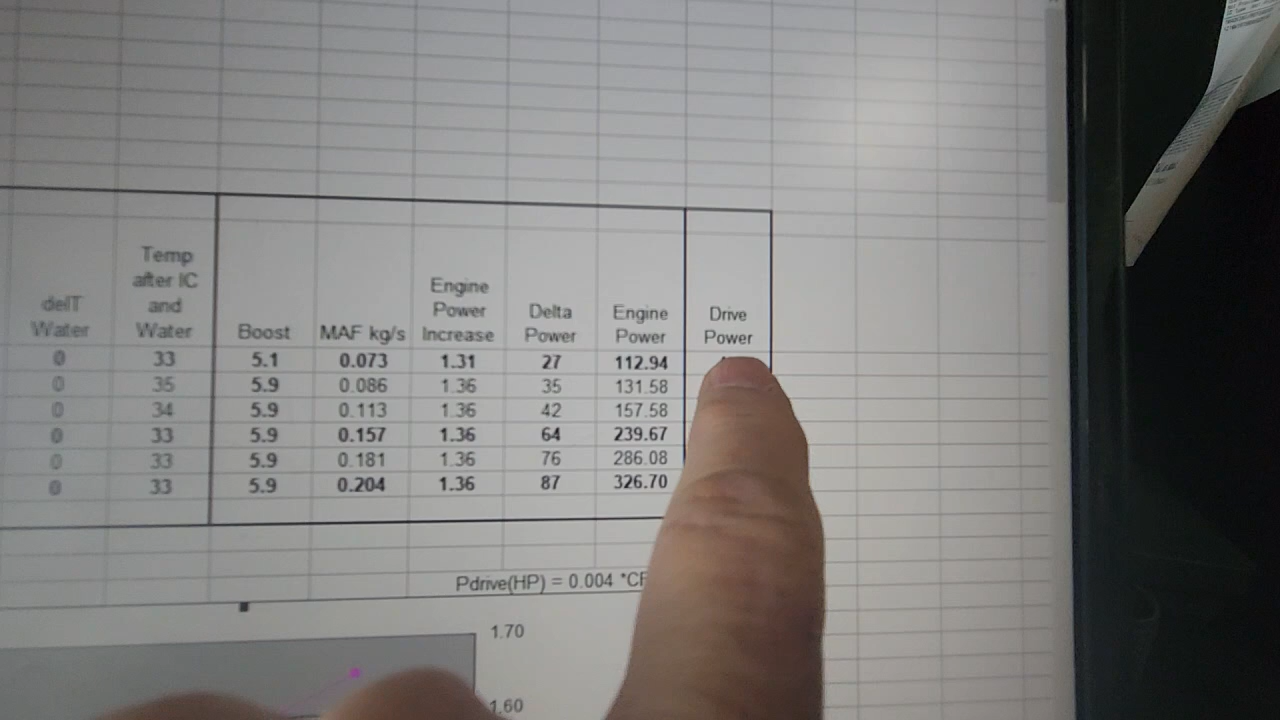 delT Water
Temp after IC and Water
Boost
MAF kg/s
Engine Power Increase
Delta Power
Engine Power
Drive Power
0 33 5.1 0.073 1.31 27 112.94
0 35 5.9 0.086 1.36 35 131.58
0 34 5.9 0.113 1.36 42 157.58
0 33 5.9 0.157 1.36 64 239.67
0 33 5.9 0.181 1.36 76 286.08
0 33 5.9 0.204 1.36 87 326.70
Pdrive(HP) = 0.004
1.70
1.60